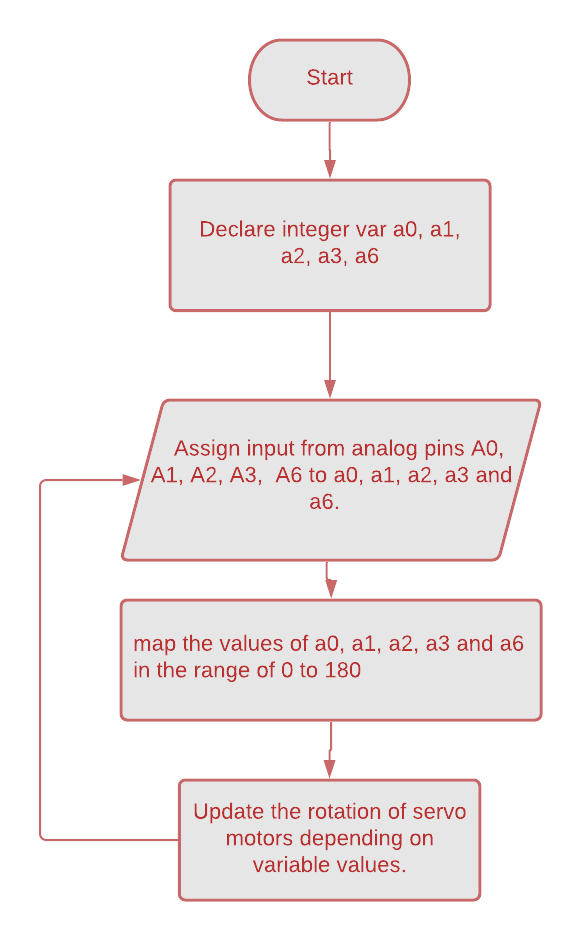 Start
Declare integer var a0, a1,
a2, a3, a6
Assign input from analog pins A0,
A1, A2, A3,  A6 to a0, a1, a2, a3 and
a6.
map the values of a0, a1, a2, a3 and a6
in the range of 0 to 180
Update the rotation of servo
motors depending on
variable values.